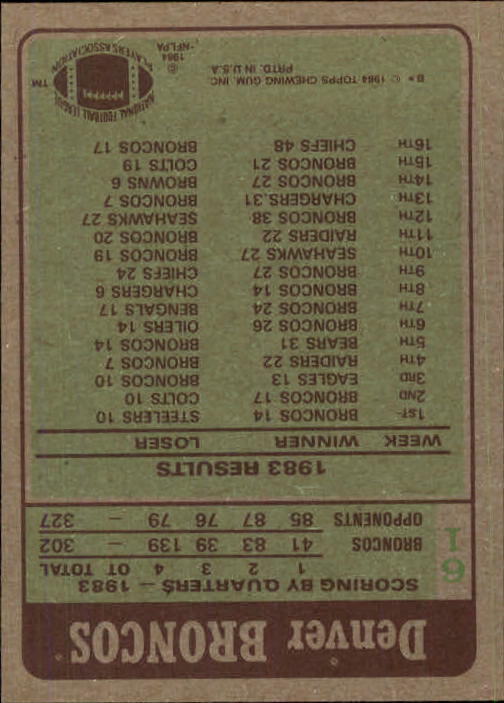 Denver BRONCOS
61
SCORING BY QUARTERS — 1983
1 2 3 4 OT TOTAL
BRONCOS 41 83 39 139 — 302
OPPONENTS 85 87 76 79 — 327
1983 RESULTS
WEEK WINNER LOSER
1ST BRONCOS 14 STEELERS 10
2ND BRONCOS 17 COLTS 10
3RD EAGLES 13 BRONCOS 10
4TH RAIDERS 22 BRONCOS 7
5TH BEARS 31 BRONCOS 14
6TH BRONCOS 26 OILERS 14
7TH BRONCOS 24 BENGALS 17
8TH BRONCOS 14 CHARGERS 6
9TH BRONCOS 27 CHIEFS 24
10TH SEAHAWKS 27 BRONCOS 19
11TH RAIDERS 22 BRONCOS 20
12TH BRONCOS 38 SEAHAWKS 27
13TH CHARGERS 31 BRONCOS 7
14TH BRONCOS 27 BROWNS 6
15TH BRONCOS 21 COLTS 19
16TH CHIEFS 48 BRONCOS 17
B* © 1984 TOPPS CHEWING GUM, INC.
PRTD. IN U.S.A.
© 1984
NFLPA
NATIONAL FOOTBALL LEAGUE
PLAYERS ASSOCIATION
TM